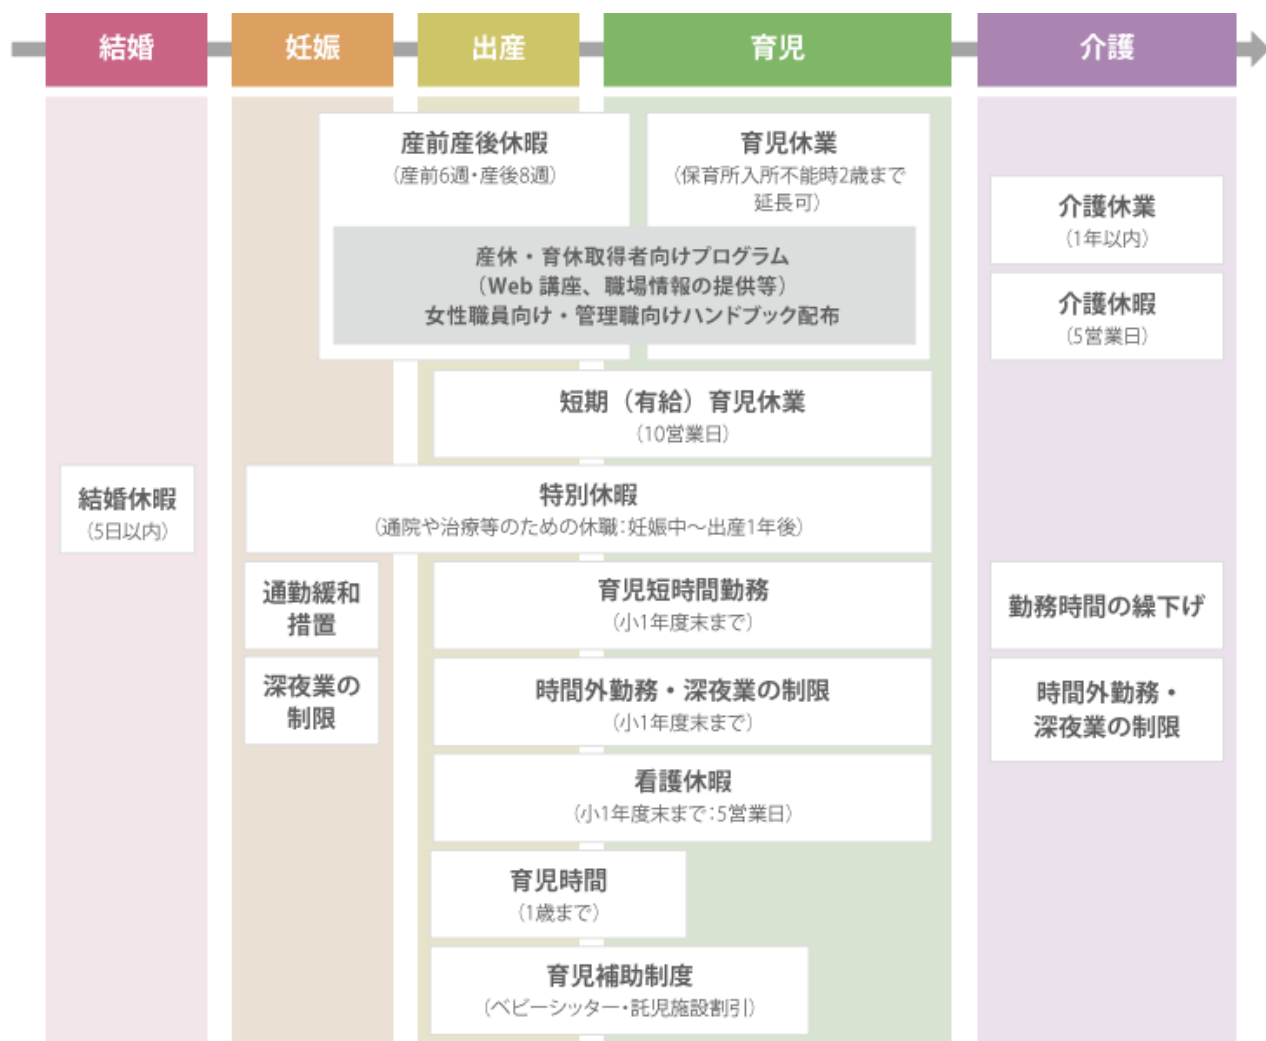 結婚
妊娠
出産
育児
介護
産前産後休暇
（産前6週・産後8週）
育児休業
（保育所入所不能時2歳まで
延長可）
産休・育休取得者向けプログラム
（Web 講座、職場情報の提供等）
女性職員向け・管理職向けハンドブック配布
介護休業
（1年以内）
介護休暇
（5営業日）
短期（有給）育児休業
（10営業日）
結婚休暇
（5日以内）
特別休暇
（通院や治療等のための休職：妊娠中～出産1年後）
通勤緩和
措置
育児短時間勤務
（小1年度末まで）
勤務時間の繰下げ
深夜業の
制限
時間外勤務・深夜業の制限
（小1年度末まで）
時間外勤務・
深夜業の制限
看護休暇
（小1年度末まで：5営業日）
育児時間
（1歳まで）
育児補助制度
（ベビーシッター・託児施設割引）